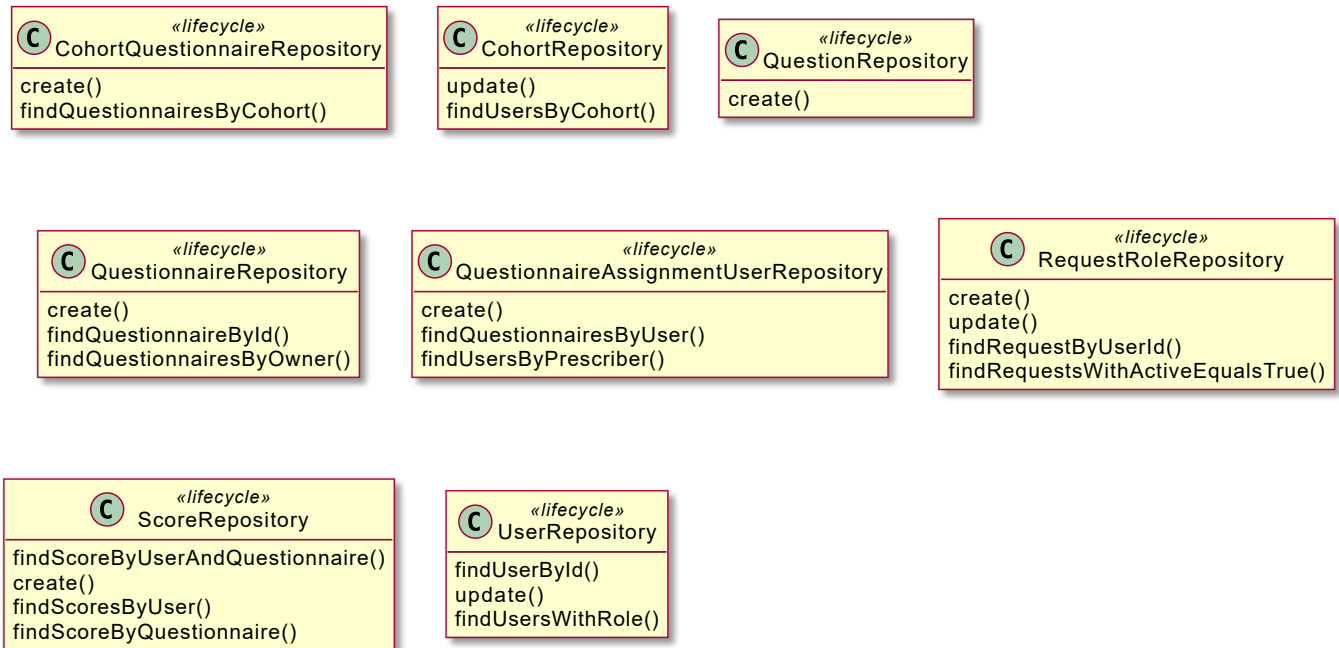 «lifecycle»
C CohortQuestionnaireRepository
create()
findQuestionnairesByCohort()
«lifecycle»
C CohortRepository
update()
findUsersByCohort()
«lifecycle»
C QuestionRepository
create()
«lifecycle»
C QuestionnaireRepository
create()
findQuestionnaireById()
findQuestionnairesByOwner()
«lifecycle»
C QuestionnaireAssignmentUserRepository
create()
findQuestionnairesByUser()
findUsersByPrescriber()
«lifecycle»
C RequestRoleRepository
create()
update()
findRequestByUserId()
findRequestsWithActiveEqualsTrue()
«lifecycle»
C ScoreRepository
findScoreByUserAndQuestionnaire()
create()
findScoresByUser()
findScoreByQuestionnaire()
«lifecycle»
C UserRepository
findUserById()
update()
findUsersWithRole()